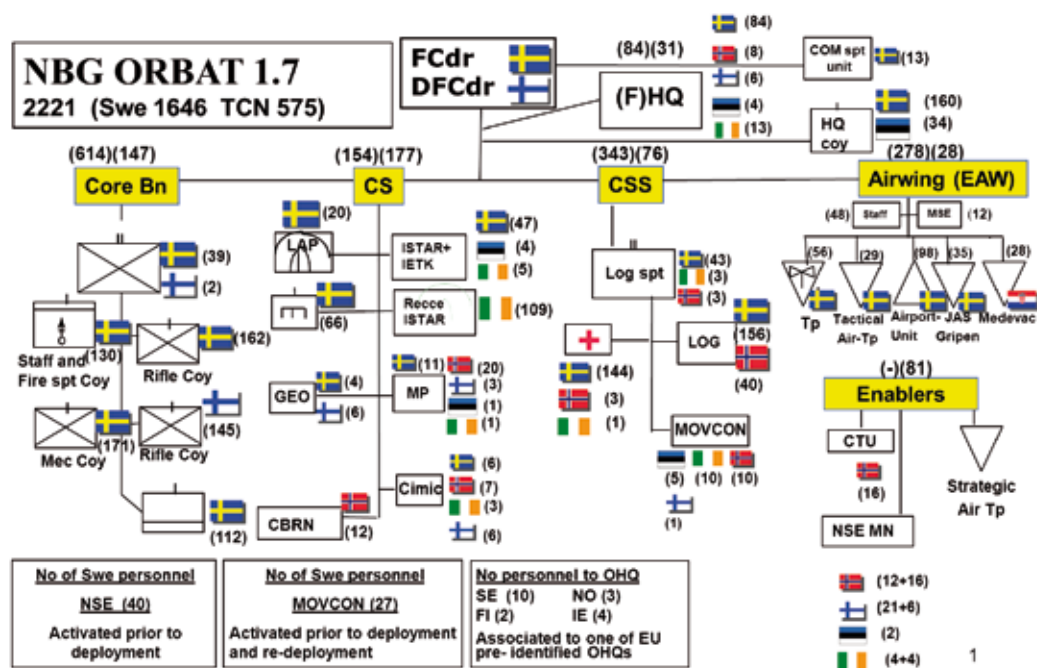 NBG ORBAT 1.7
2221 (Swe 1646 TCN 575)
FCdr
DFCdr
(84)(31)
(F)HQ
(84)
(8)
(6)
(4)
(13)
COM spt
unit
(13)
HQ
coy
(160)
(34)
(614)(147)
Core Bn
(154)(177)
CS
(343)(76)
CSS
(278)(28)
Airwing (EAW)
(39)
(2)
Staff and
Fire spt Coy
(130)
(162)
Rifle Coy
Mec Coy
(171)
Rifle Coy
(145)
(112)
LAP
(20)
ISTAR+
IETK
(47)
(4)
(5)
(66)
Recce
ISTAR
(109)
GEO
(4)
(6)
(11)
MP
(20)
(3)
(1)
(1)
Cimic
(6)
(7)
(3)
(6)
CBRN
(12)
Log spt
(43)
(3)
(3)
LOG
(156)
(40)
(144)
(3)
(1)
MOVCON
(5)
(10)
(10)
(1)
(48)
Staff
MSE
(12)
(56)
(29)
(98)
(35)
(28)
Tp
Tactical
Air-Tp
Airport-
Unit
JAS
Gripen
Medevac
(-)(81)
Enablers
CTU
(16)
NSE MN
Strategic
Air Tp
No of Swe personnel
NSE (40)
Activated prior to
deployment
No of Swe personnel
MOVCON (27)
Activated prior to deployment
and re-deployment
No personnel to OHQ
SE (10) NO (3)
FI (2) IE (4)
Associated to one of EU
pre- identified OHQs
(12+16)
(21+6)
(2)
(4+4)
1